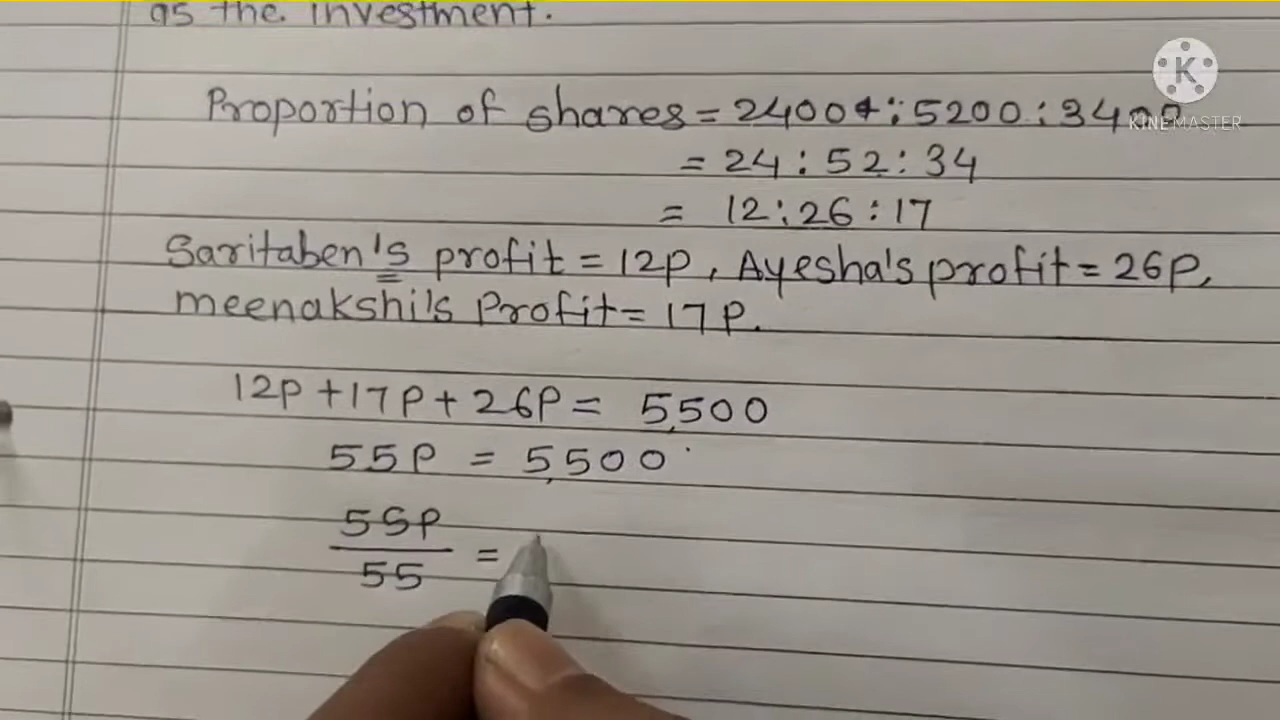 as the investment.
Proportion of shares = 2400 : 5200 : 3400
KINEMASTER
= 24 : 52 : 34
= 12 : 26 : 17
Saritaben's profit = 12P, Ayesha's profit = 26P,
meenakshi's Profit = 17P.
12P + 17P + 26P = 5,500
55P = 5,500
55P
55
=